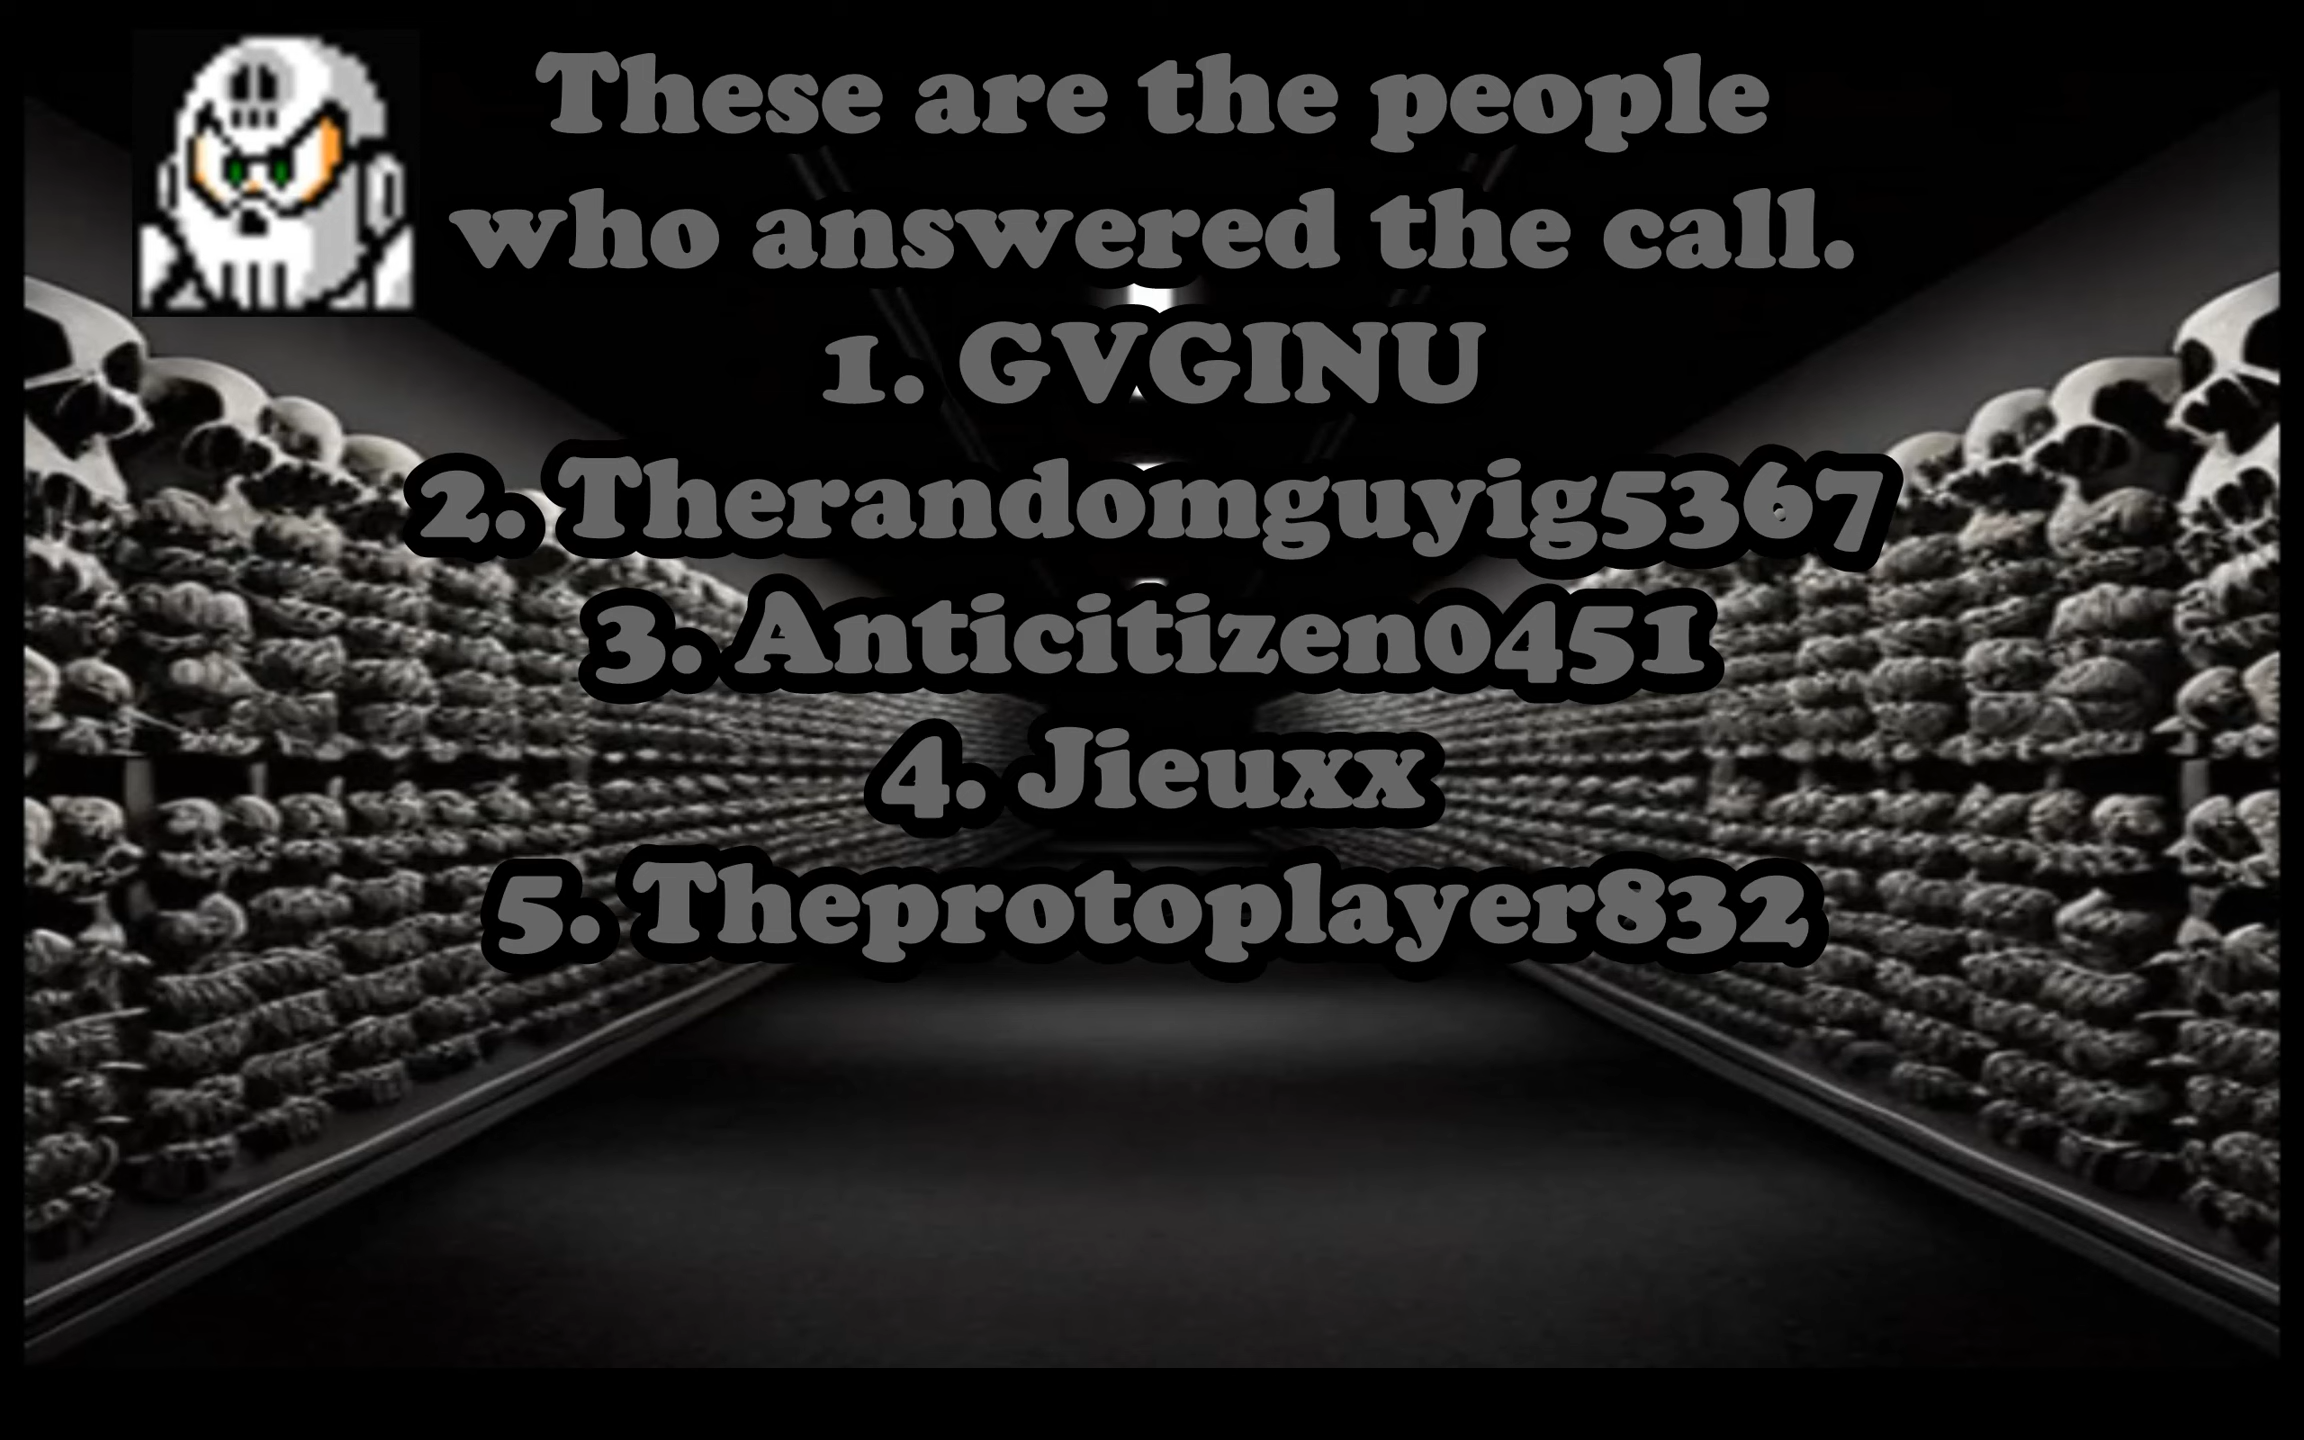 These are the people
who answered the call.
1. GVGINU
2. Therandomguyig5367
3. Anticitizen0451
4. Jieuxx
5. Theprotoplayer832